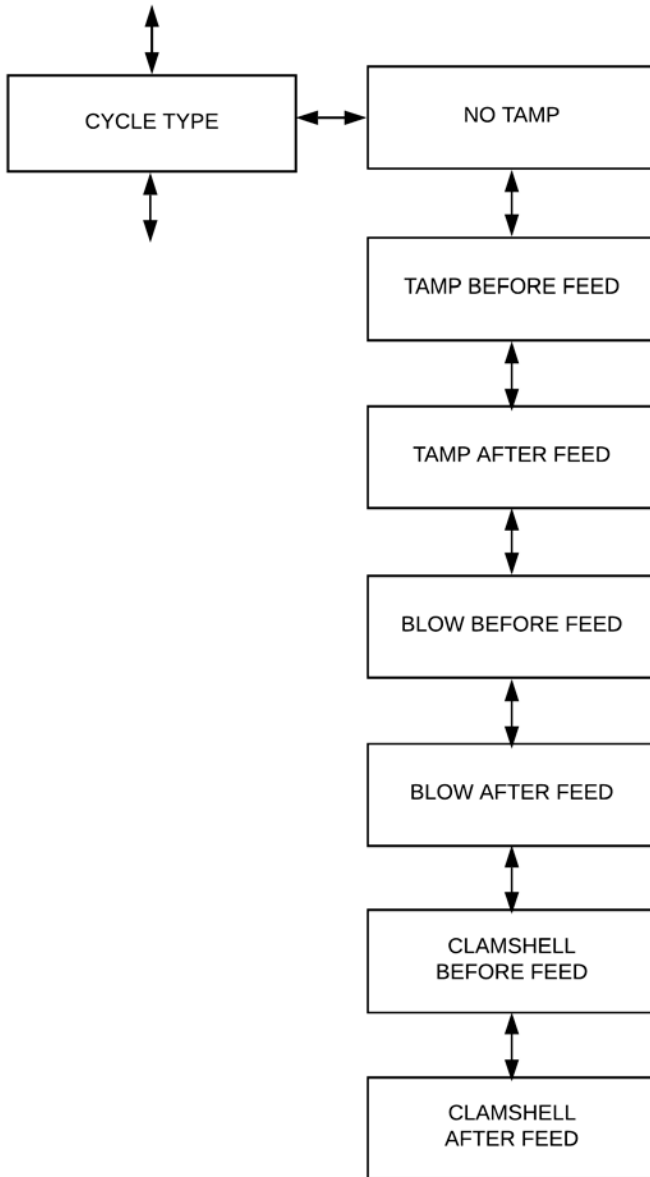 CYCLE TYPE
NO TAMP
TAMP BEFORE FEED
TAMP AFTER FEED
BLOW BEFORE FEED
BLOW AFTER FEED
CLAMSHELL
BEFORE FEED
CLAMSHELL
AFTER FEED